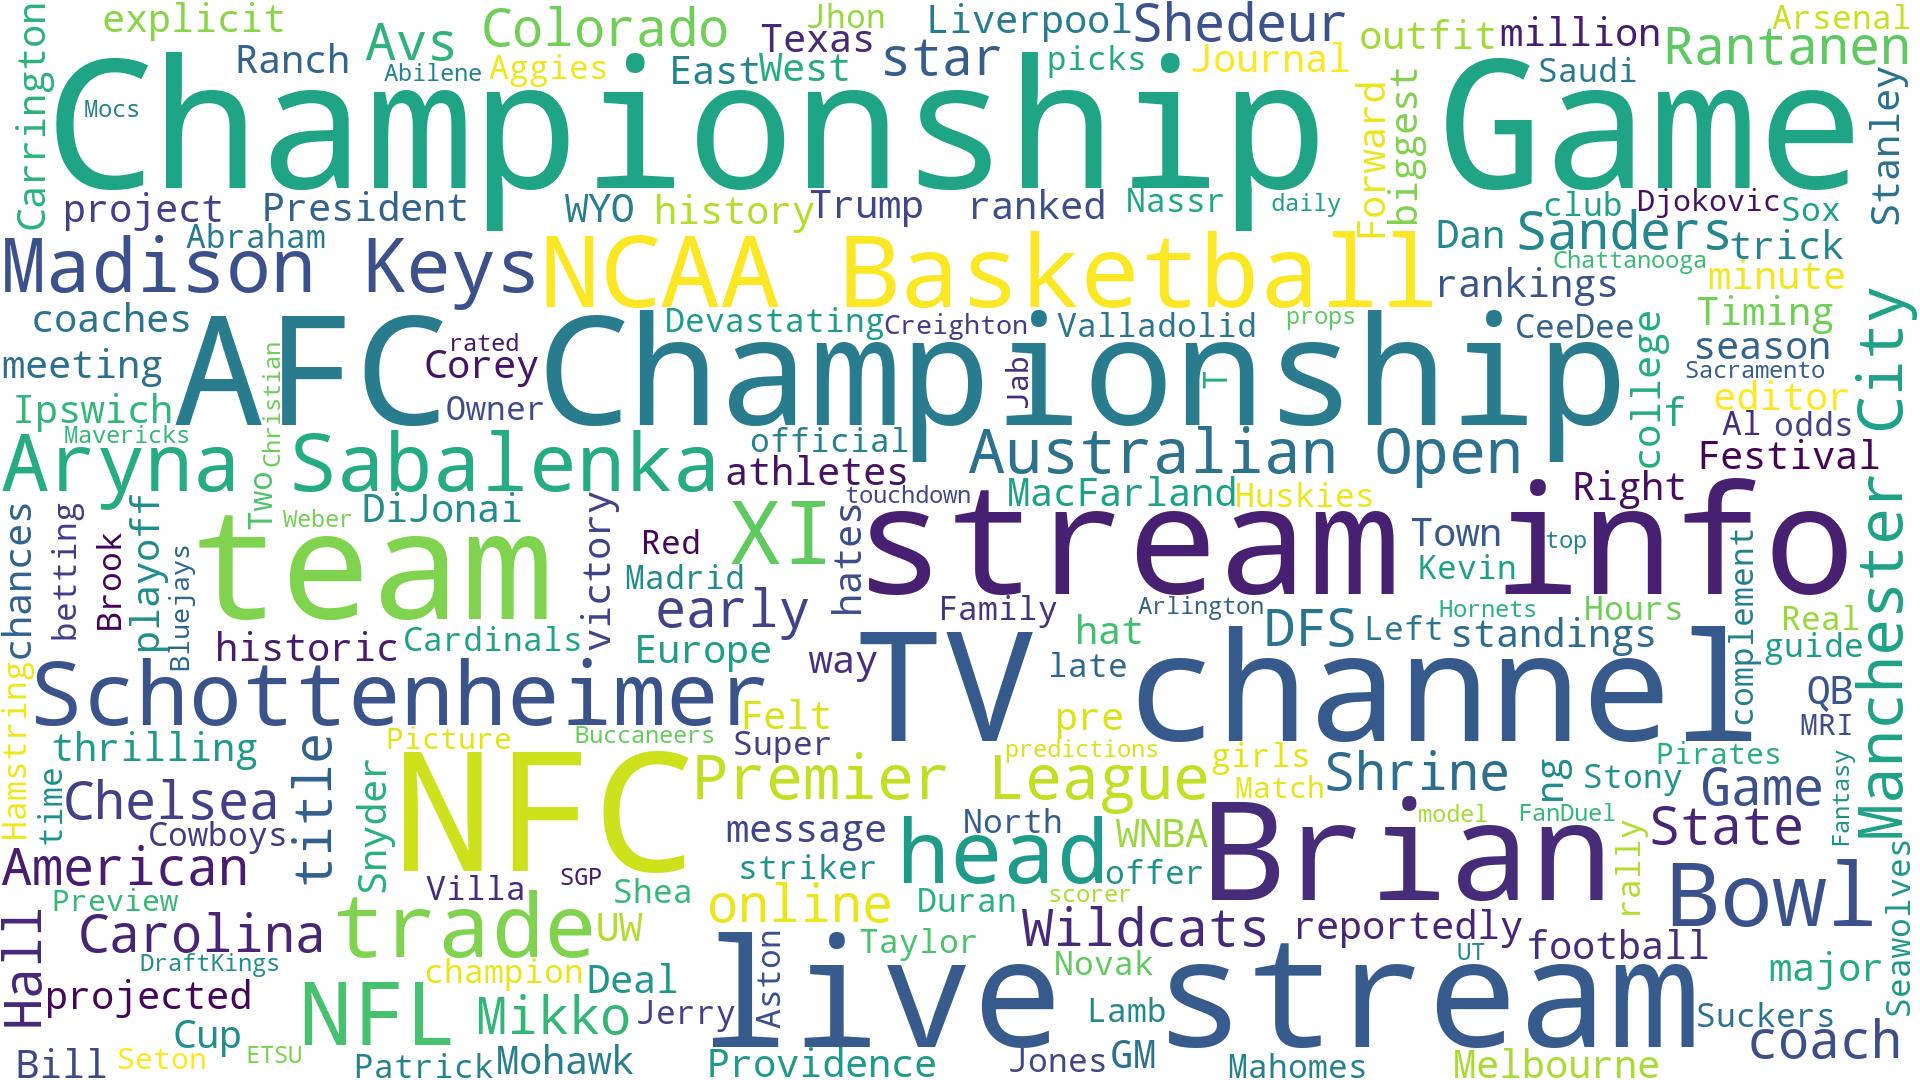 explicit
Colorado
Jhon
Liverpool
Shedeur
Arsenal
Carrington
Ranch
Avs
Abilene
Aggies
Texas
East
West
star
picks
Journal
outfit
million
Saudi
Rantanen
Mocs
Championship Game
Forward
biggest
Stanley
project
President
WYO
history
Trump
ranked
Nassr
daily
club
Djokovic
Sox
Abraham
Madison Keys
NCAA Basketball
Dan
Sanders
trick
Chattanooga
rankings
minute
coaches
Devastating
Creighton
Valladolid
props
CeeDee
Timing
college
season
meeting
rated
Corey
AFC Championship
Jab
T
Sacramento
Ipswich
Christian
Owner
f
editor
Manchester City
Mavericks
Aryna Sabalenka
official
Australian Open
Al
odds
athletes
Festival
Two
touchdown
MacFarland
Huskies
Right
chances
betting
playoff
DiJonai
Weber
victory
XI
hates
stream info
Brook
Bluejays
team
Red
Town
top
Madrid
Kevin
complement
early
Family
Arlington
Hornets
Hours
historic
Cardinals
Europe
hat
DFS
Left
standings
Real
guide
way
late
Hamstring
Schottenheimer
TV channel
QB
MRI
Felt
pre
thrilling
title
Picture
Buccaneers
Super
predictions
girls
Pirates
time
Chelsea
Snyder
NFC
Premier League
Match
Shrine
ng
Stony
Game
Fantasy
Cowboys
message
North
WNBA
Brian
model
FanDuel
State
American
striker
head
offer
rally
Seawolves
Preview
Villa
SGP
Shea
scorer
Bowl
Hall
Carolina
trade
UW
online
Duran
Wildcats
reportedly
football
DraftKings
champion
Deal
Aston
Taylor
Novak
UT
major
projected
NFL
Mikko
Jerry
live stream
Lamb
Suckers
Cup
coach
Bill
Seton
ETSU
Patrick
Mohawk
Providence
Jones
GM
Mahomes
Melbourne